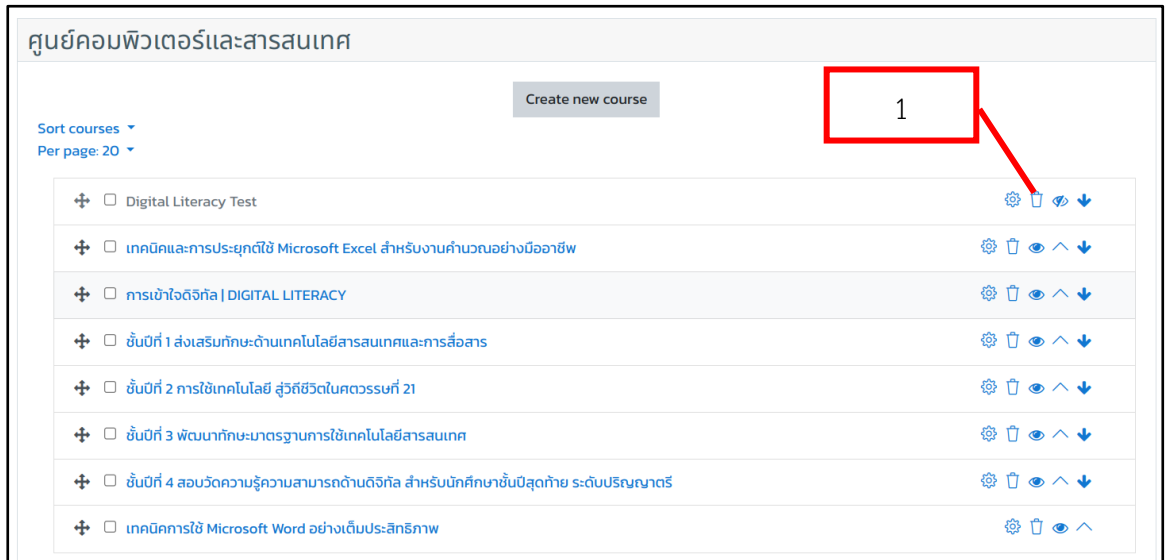 ศูนย์คอมพิวเตอร์และสารสนเทศ
Create new course
1
Sort courses
Per page: 20
Digital Literacy Test
เทคนิคและการประยุกต์ใช้ Microsoft Excel สำหรับงานคำนวณอย่างมืออาชีพ
การเข้าใจดิจิทัล | DIGITAL LITERACY
ชั้นปีที่ 1 ส่งเสริมทักษะด้านเทคโนโลยีสารสนเทศและการสื่อสาร
ชั้นปีที่ 2 การใช้เทคโนโลยี สู่วิถีชีวิตในศตวรรษที่ 21
ชั้นปีที่ 3 พัฒนาทักษะมาตรฐานการใช้เทคโนโลยีสารสนเทศ
ชั้นปีที่ 4 สอบวัดความรู้ความสามารถด้านดิจิทัล สำหรับนักศึกษาชั้นปีสุดท้าย ระดับปริญญาตรี
เทคนิคการใช้ Microsoft Word อย่างเต็มประสิทธิภาพ